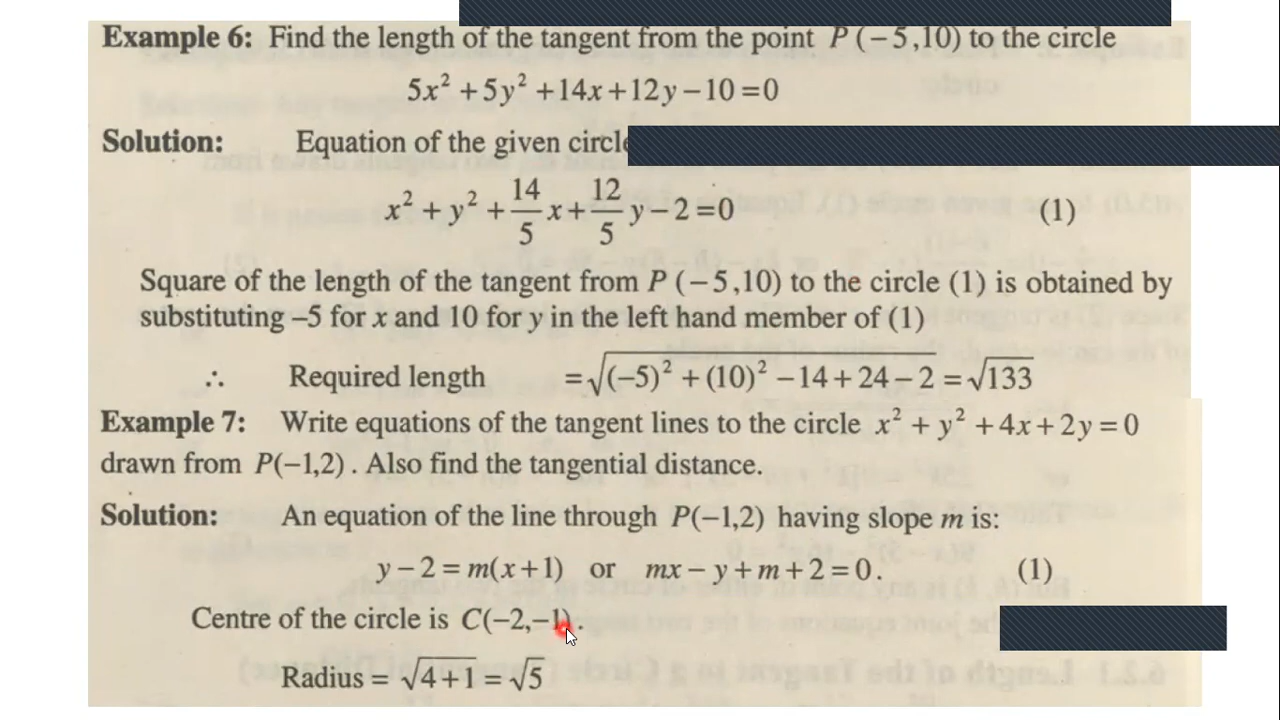 Example 6: Find the length of the tangent from the point P (−5,10) to the circle
5x² + 5y² + 14x + 12y − 10 = 0
Solution: Equation of the given circle
x² + y² + 14/5 x + 12/5 y − 2 = 0 (1)
Square of the length of the tangent from P (−5,10) to the circle (1) is obtained by
substituting –5 for x and 10 for y in the left hand member of (1)
∴ Required length = √((−5)² + (10)² − 14 + 24 − 2) = √133
Example 7: Write equations of the tangent lines to the circle x² + y² + 4x + 2y = 0
drawn from P(−1,2). Also find the tangential distance.
Solution: An equation of the line through P(−1,2) having slope m is:
y − 2 = m(x + 1) or mx − y + m + 2 = 0. (1)
Centre of the circle is C(−2,−1).
Radius = √(4+1) = √5